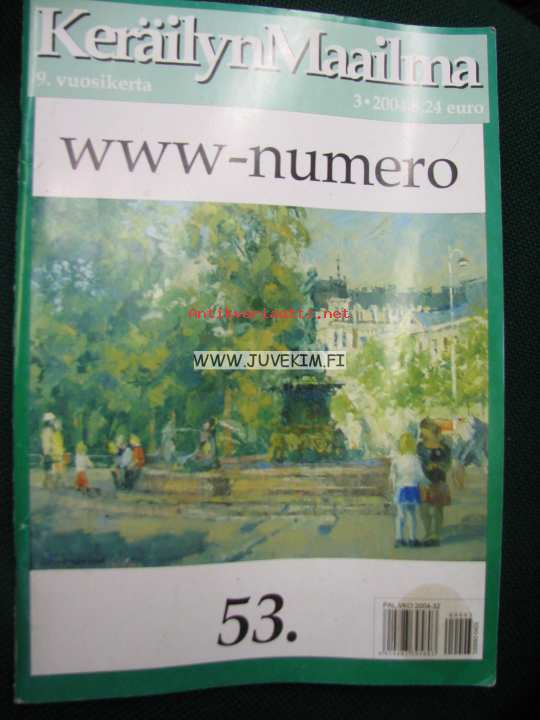 KeräilynMaailma
9. vuosikerta
3•2004 8,24 euro
www-numero
Antikvariaatti.net
WWW.JUVEKIM.FI
53.
PAL.VKO 2004-32